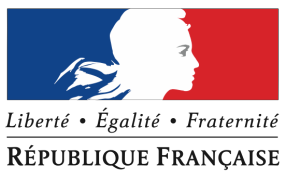 Liberté • Égalité • Fraternité
RÉPUBLIQUE FRANÇAISE